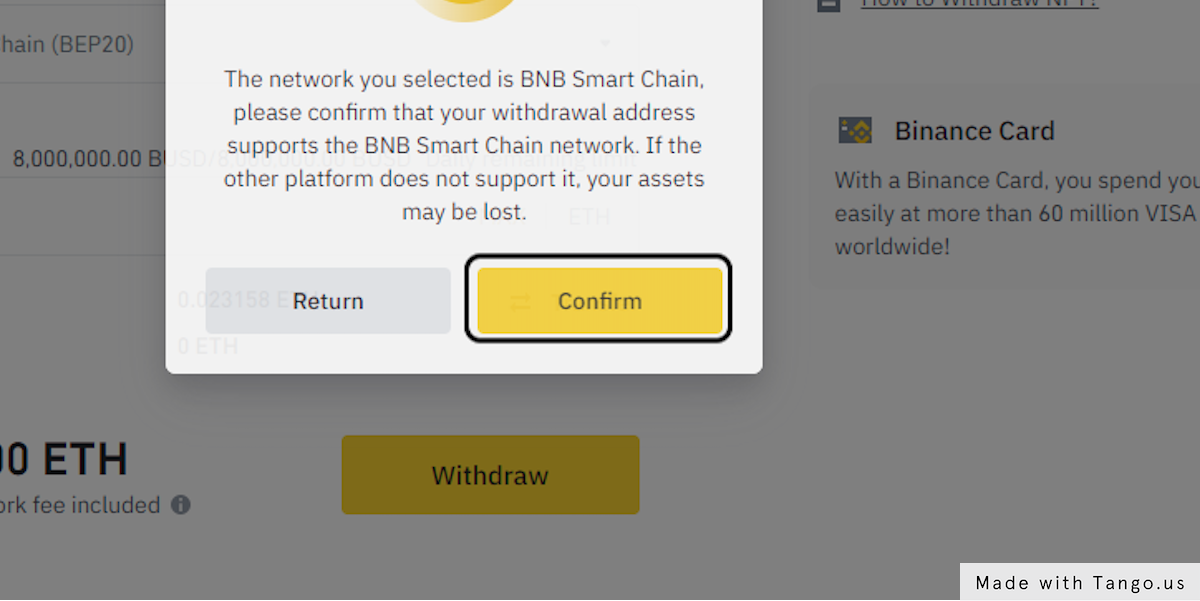 How to Withdraw NFT?
hain (BEP20)
The network you selected is BNB Smart Chain,
please confirm that your withdrawal address
supports the BNB Smart Chain network. If the
other platform does not support it, your assets
may be lost.
8,000,000.00 BUSD/8,000,000.00 BUSD Daily remaining limit
ETH
Binance Card
With a Binance Card, you spend you
easily at more than 60 million VISA
worldwide!
0.023158 ETH
Return
Confirm
0 ETH
00 ETH
Withdraw
ork fee included
Made with Tango.us